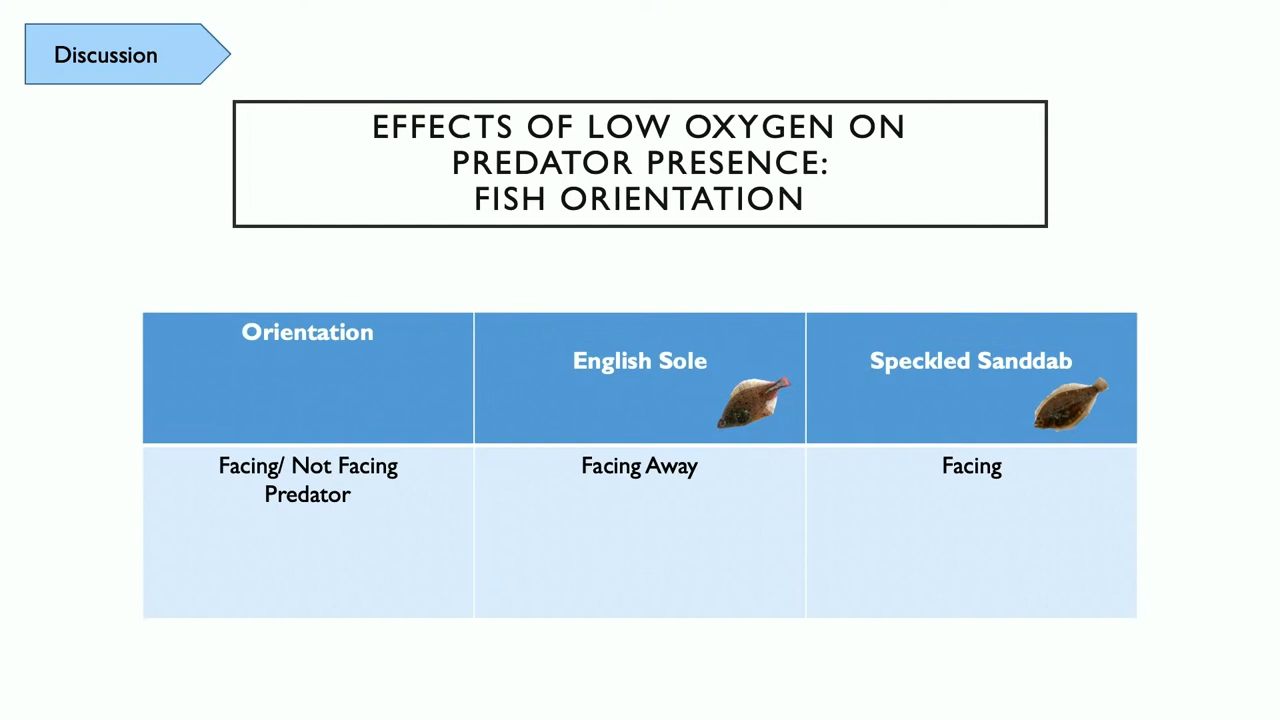 Discussion
EFFECTS OF LOW OXYGEN ON
PREDATOR PRESENCE:
FISH ORIENTATION
Orientation
English Sole
Speckled Sanddab
Facing/ Not Facing
Predator
Facing Away
Facing